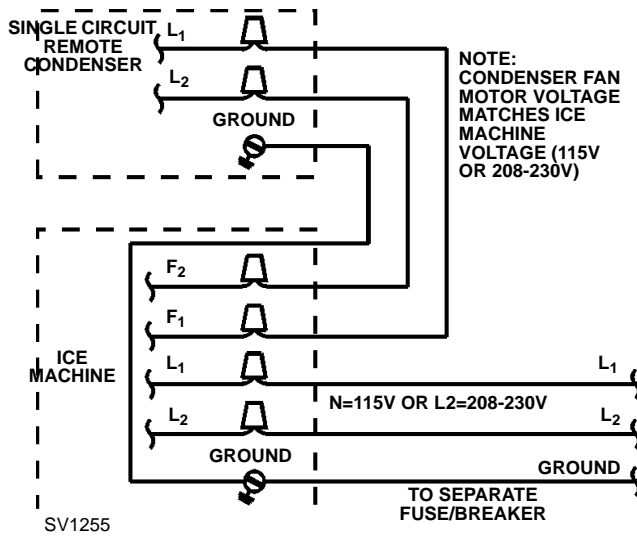 SINGLE CIRCUIT
REMOTE
CONDENSER
L1
L2
GROUND
NOTE:
CONDENSER FAN
MOTOR VOLTAGE
MATCHES ICE
MACHINE
VOLTAGE (115V
OR 208-230V)
F2
F1
ICE
MACHINE
L1
L1
N=115V OR L2=208-230V
L2
L2
GROUND
GROUND
TO SEPARATE
FUSE/BREAKER
SV1255